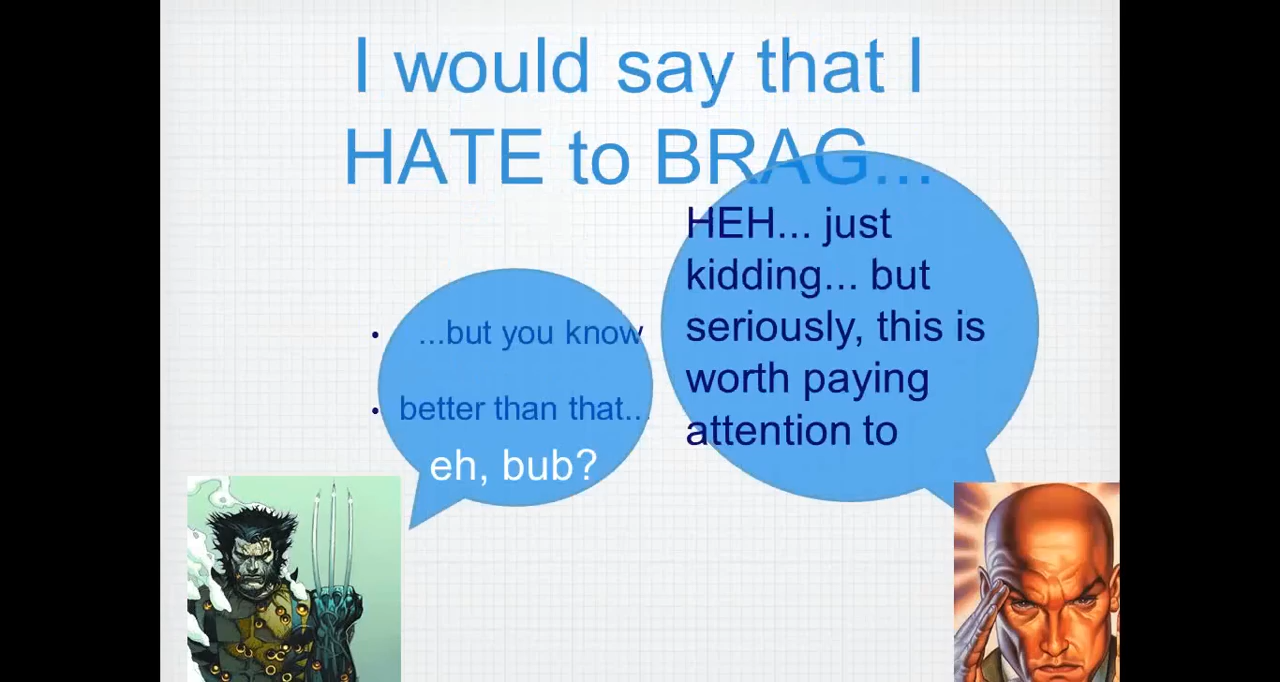 I would say that I
HATE to BRAG...
...but you know
better than that...
eh, bub?
HEH... just
kidding... but
seriously, this is
worth paying
attention to